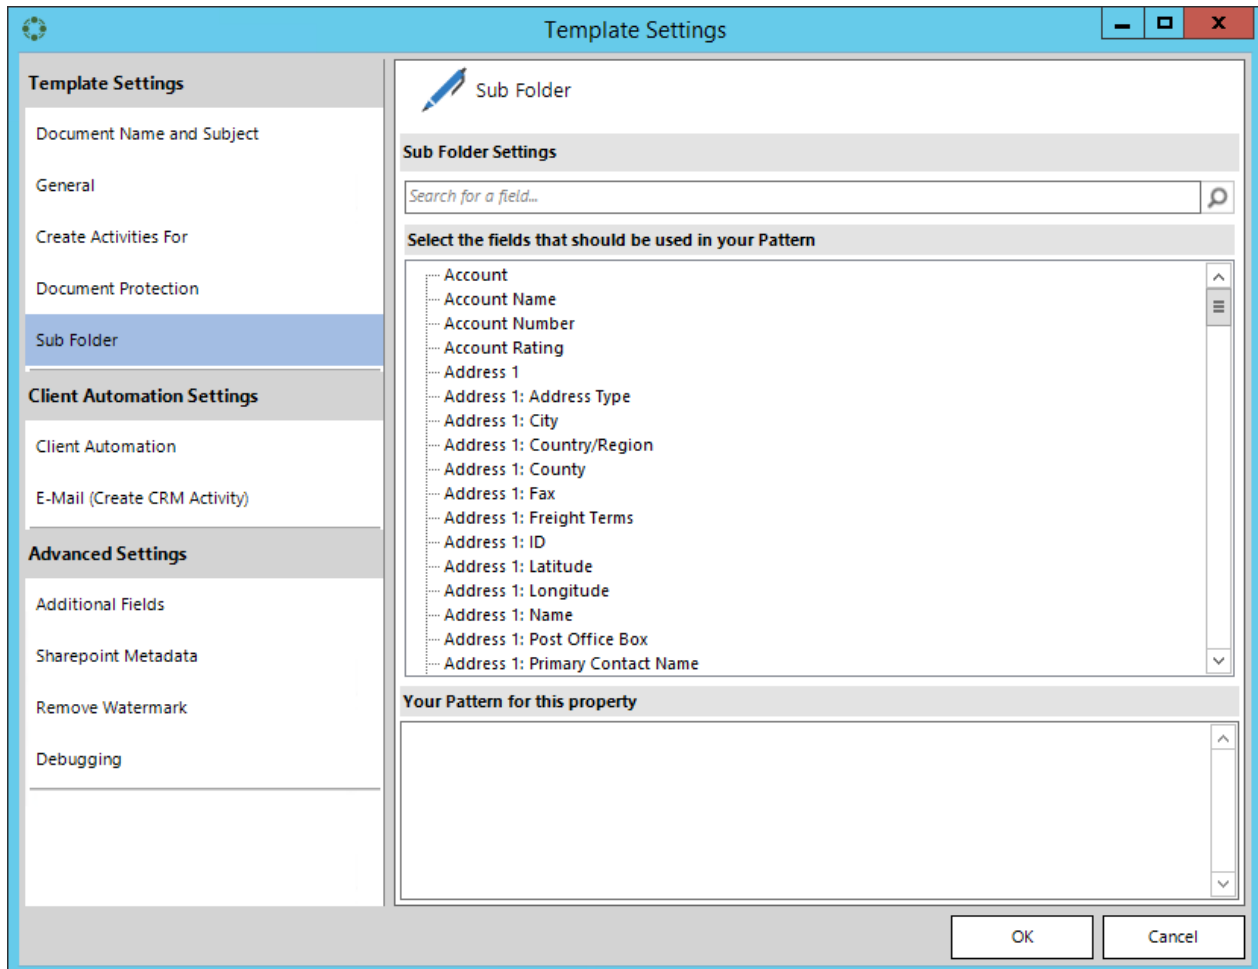 Template Settings
X
Template Settings
Document Name and Subject
General
Create Activities For
Document Protection
Sub Folder
Client Automation Settings
Client Automation
E-Mail (Create CRM Activity)
Advanced Settings
Additional Fields
Sharepoint Metadata
Remove Watermark
Debugging
Sub Folder
Sub Folder Settings
Search for a field...
Select the fields that should be used in your Pattern
Account
Account Name
Account Number
Account Rating
Address 1
Address 1: Address Type
Address 1: City
Address 1: Country/Region
Address 1: County
Address 1: Fax
Address 1: Freight Terms
Address 1: ID
Address 1: Latitude
Address 1: Longitude
Address 1: Name
Address 1: Post Office Box
Address 1: Primary Contact Name
Your Pattern for this property
OK
Cancel